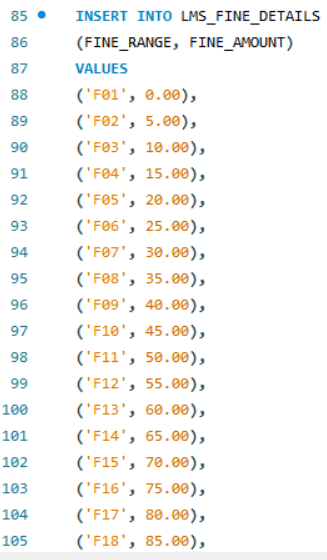 85 INSERT INTO LMS_FINE_DETAILS
86 (FINE_RANGE, FINE_AMOUNT)
87 VALUES
88 ('F01', 0.00),
89 ('F02', 5.00),
90 ('F03', 10.00),
91 ('F04', 15.00),
92 ('F05', 20.00),
93 ('F06', 25.00),
94 ('F07', 30.00),
95 ('F08', 35.00),
96 ('F09', 40.00),
97 ('F10', 45.00),
98 ('F11', 50.00),
99 ('F12', 55.00),
100 ('F13', 60.00),
101 ('F14', 65.00),
102 ('F15', 70.00),
103 ('F16', 75.00),
104 ('F17', 80.00),
105 ('F18', 85.00),